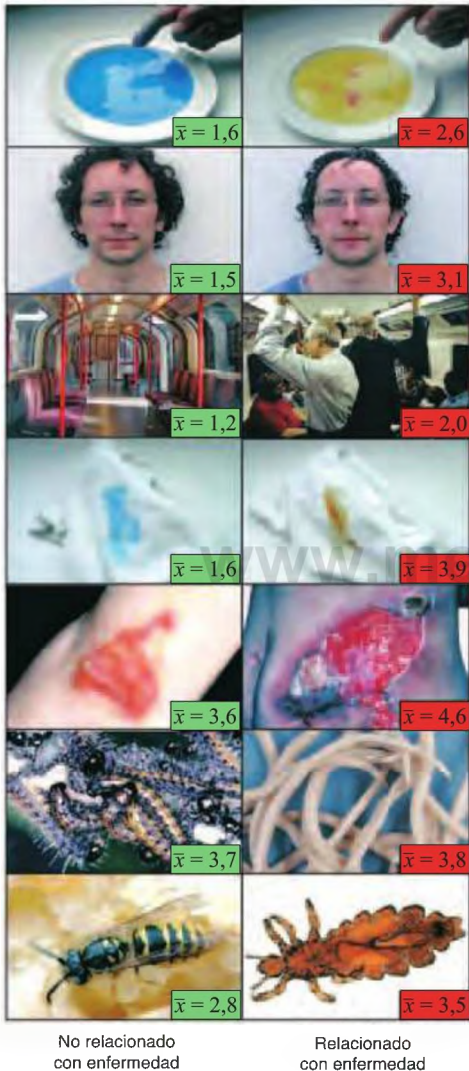 x̄ = 1,6
x̄ = 2,6
x̄ = 1,5
x̄ = 3,1
x̄ = 1,2
x̄ = 2,0
x̄ = 1,6
x̄ = 3,9
www.m
x̄ = 3,6
x̄ = 4,6
x̄ = 3,7
x̄ = 3,8
x̄ = 2,8
x̄ = 3,5
No relacionado
con enfermedad
Relacionado
con enfermedad